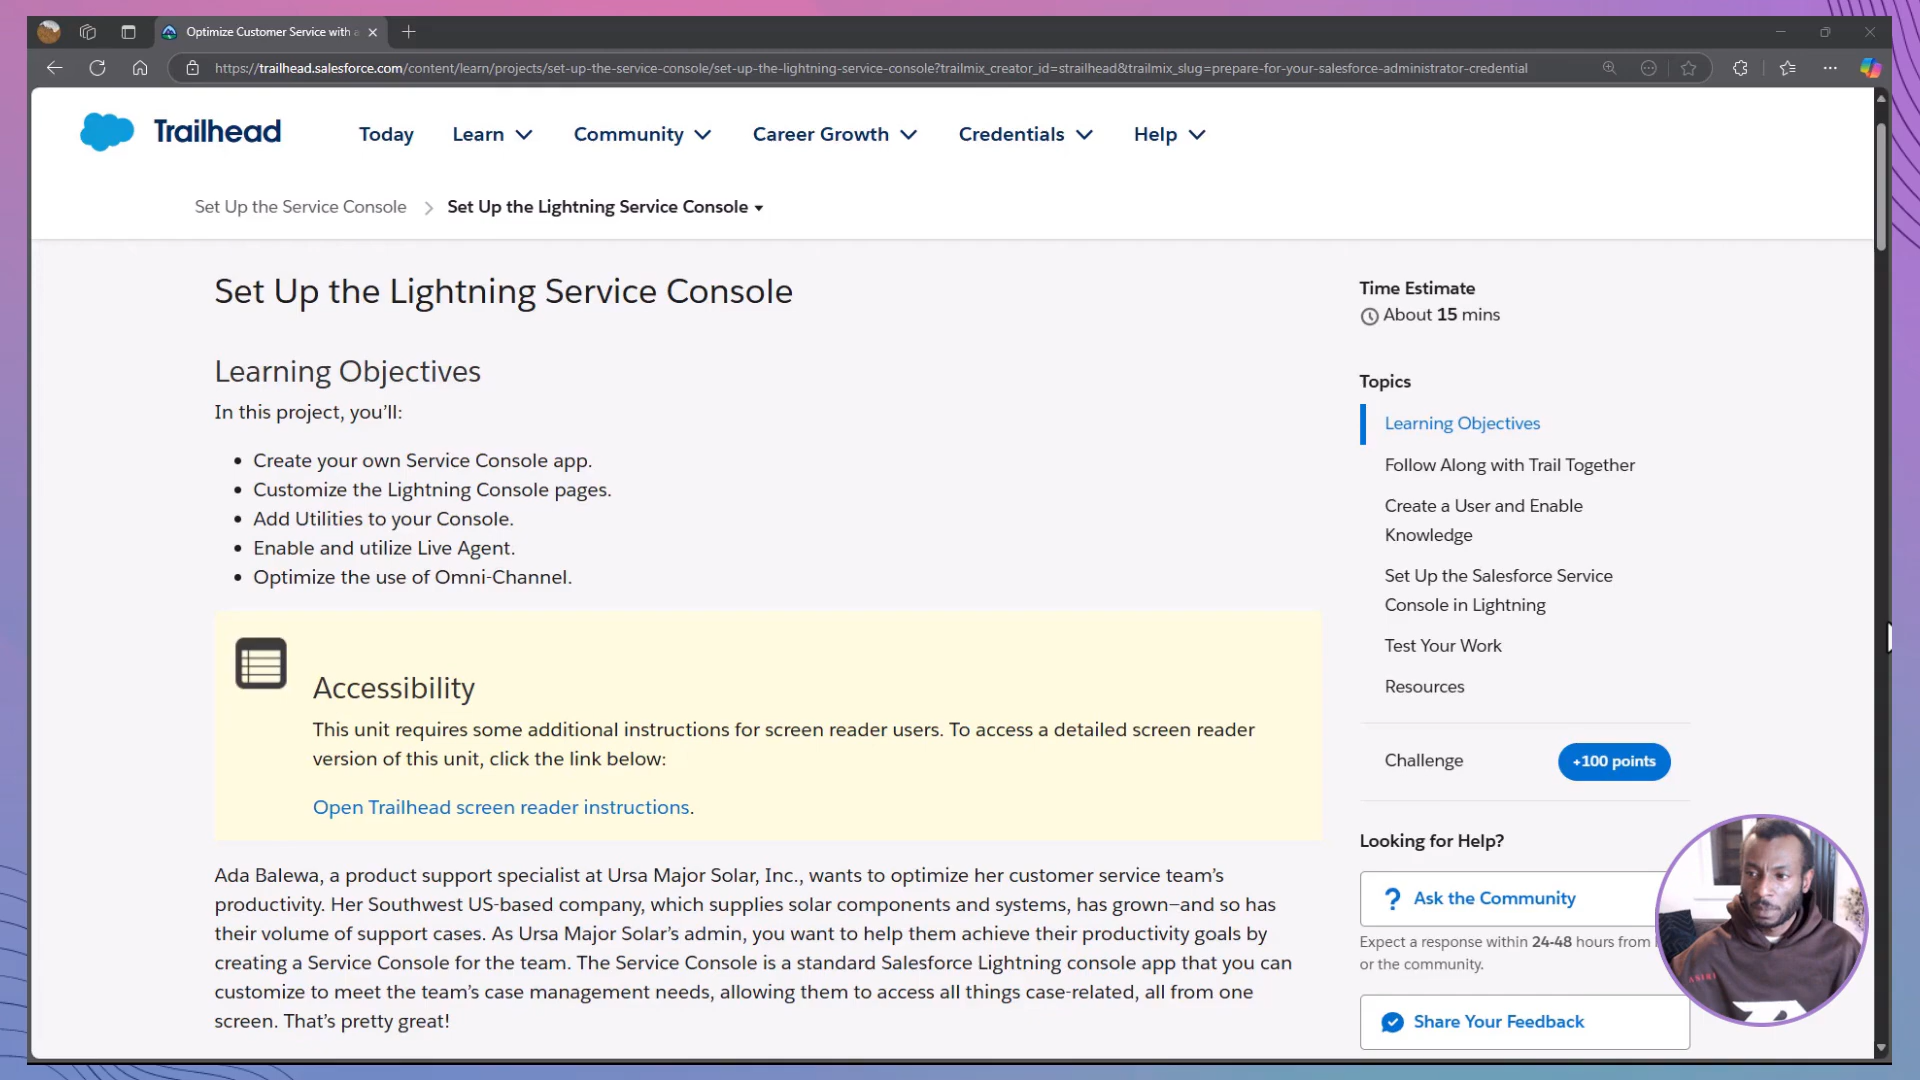 Optimize Customer Service with a
https://trailhead.salesforce.com/content/learn/projects/set-up-the-service-console/set-up-the-lightning-service-console?trailmix_creator_id=strailhead&trailmix_slug=prepare-for-your-salesforce-administrator-credential
Trailhead
Today
Learn
Community
Career Growth
Credentials
Help
Set Up the Service Console
Set Up the Lightning Service Console
Set Up the Lightning Service Console
Learning Objectives
In this project, you’ll:
• Create your own Service Console app.
• Customize the Lightning Console pages.
• Add Utilities to your Console.
• Enable and utilize Live Agent.
• Optimize the use of Omni-Channel.
Accessibility
This unit requires some additional instructions for screen reader users. To access a detailed screen reader
version of this unit, click the link below:
Open Trailhead screen reader instructions.
Ada Balewa, a product support specialist at Ursa Major Solar, Inc., wants to optimize her customer service team’s
productivity. Her Southwest US-based company, which supplies solar components and systems, has grown—and so has
their volume of support cases. As Ursa Major Solar’s admin, you want to help them achieve their productivity goals by
creating a Service Console for the team. The Service Console is a standard Salesforce Lightning console app that you can
customize to meet the team’s case management needs, allowing them to access all things case-related, all from one
screen. That’s pretty great!
Time Estimate
About 15 mins
Topics
Learning Objectives
Follow Along with Trail Together
Create a User and Enable
Knowledge
Set Up the Salesforce Service
Console in Lightning
Test Your Work
Resources
Challenge
+100 points
Looking for Help?
Ask the Community
Expect a response within 24-48 hours from
or the community.
Share Your Feedback